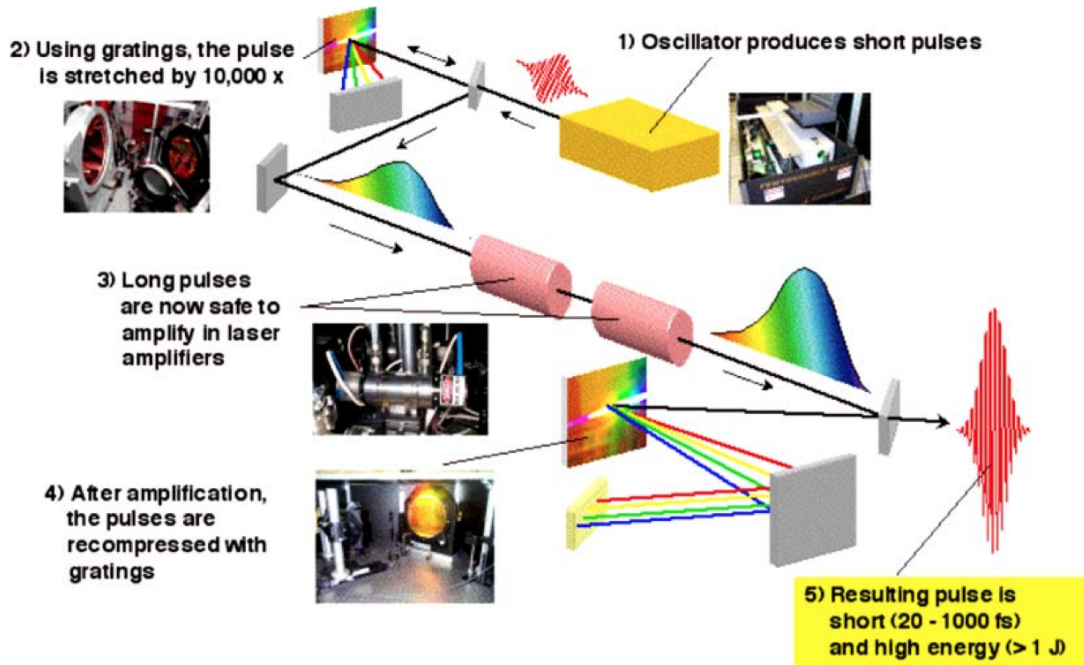 1) Oscillator produces short pulses
2) Using gratings, the pulse
is stretched by 10,000 x
3) Long pulses
are now safe to
amplify in laser
amplifiers
4) After amplification,
the pulses are
recompressed with
gratings
5) Resulting pulse is
short (20 - 1000 fs)
and high energy (> 1 J)